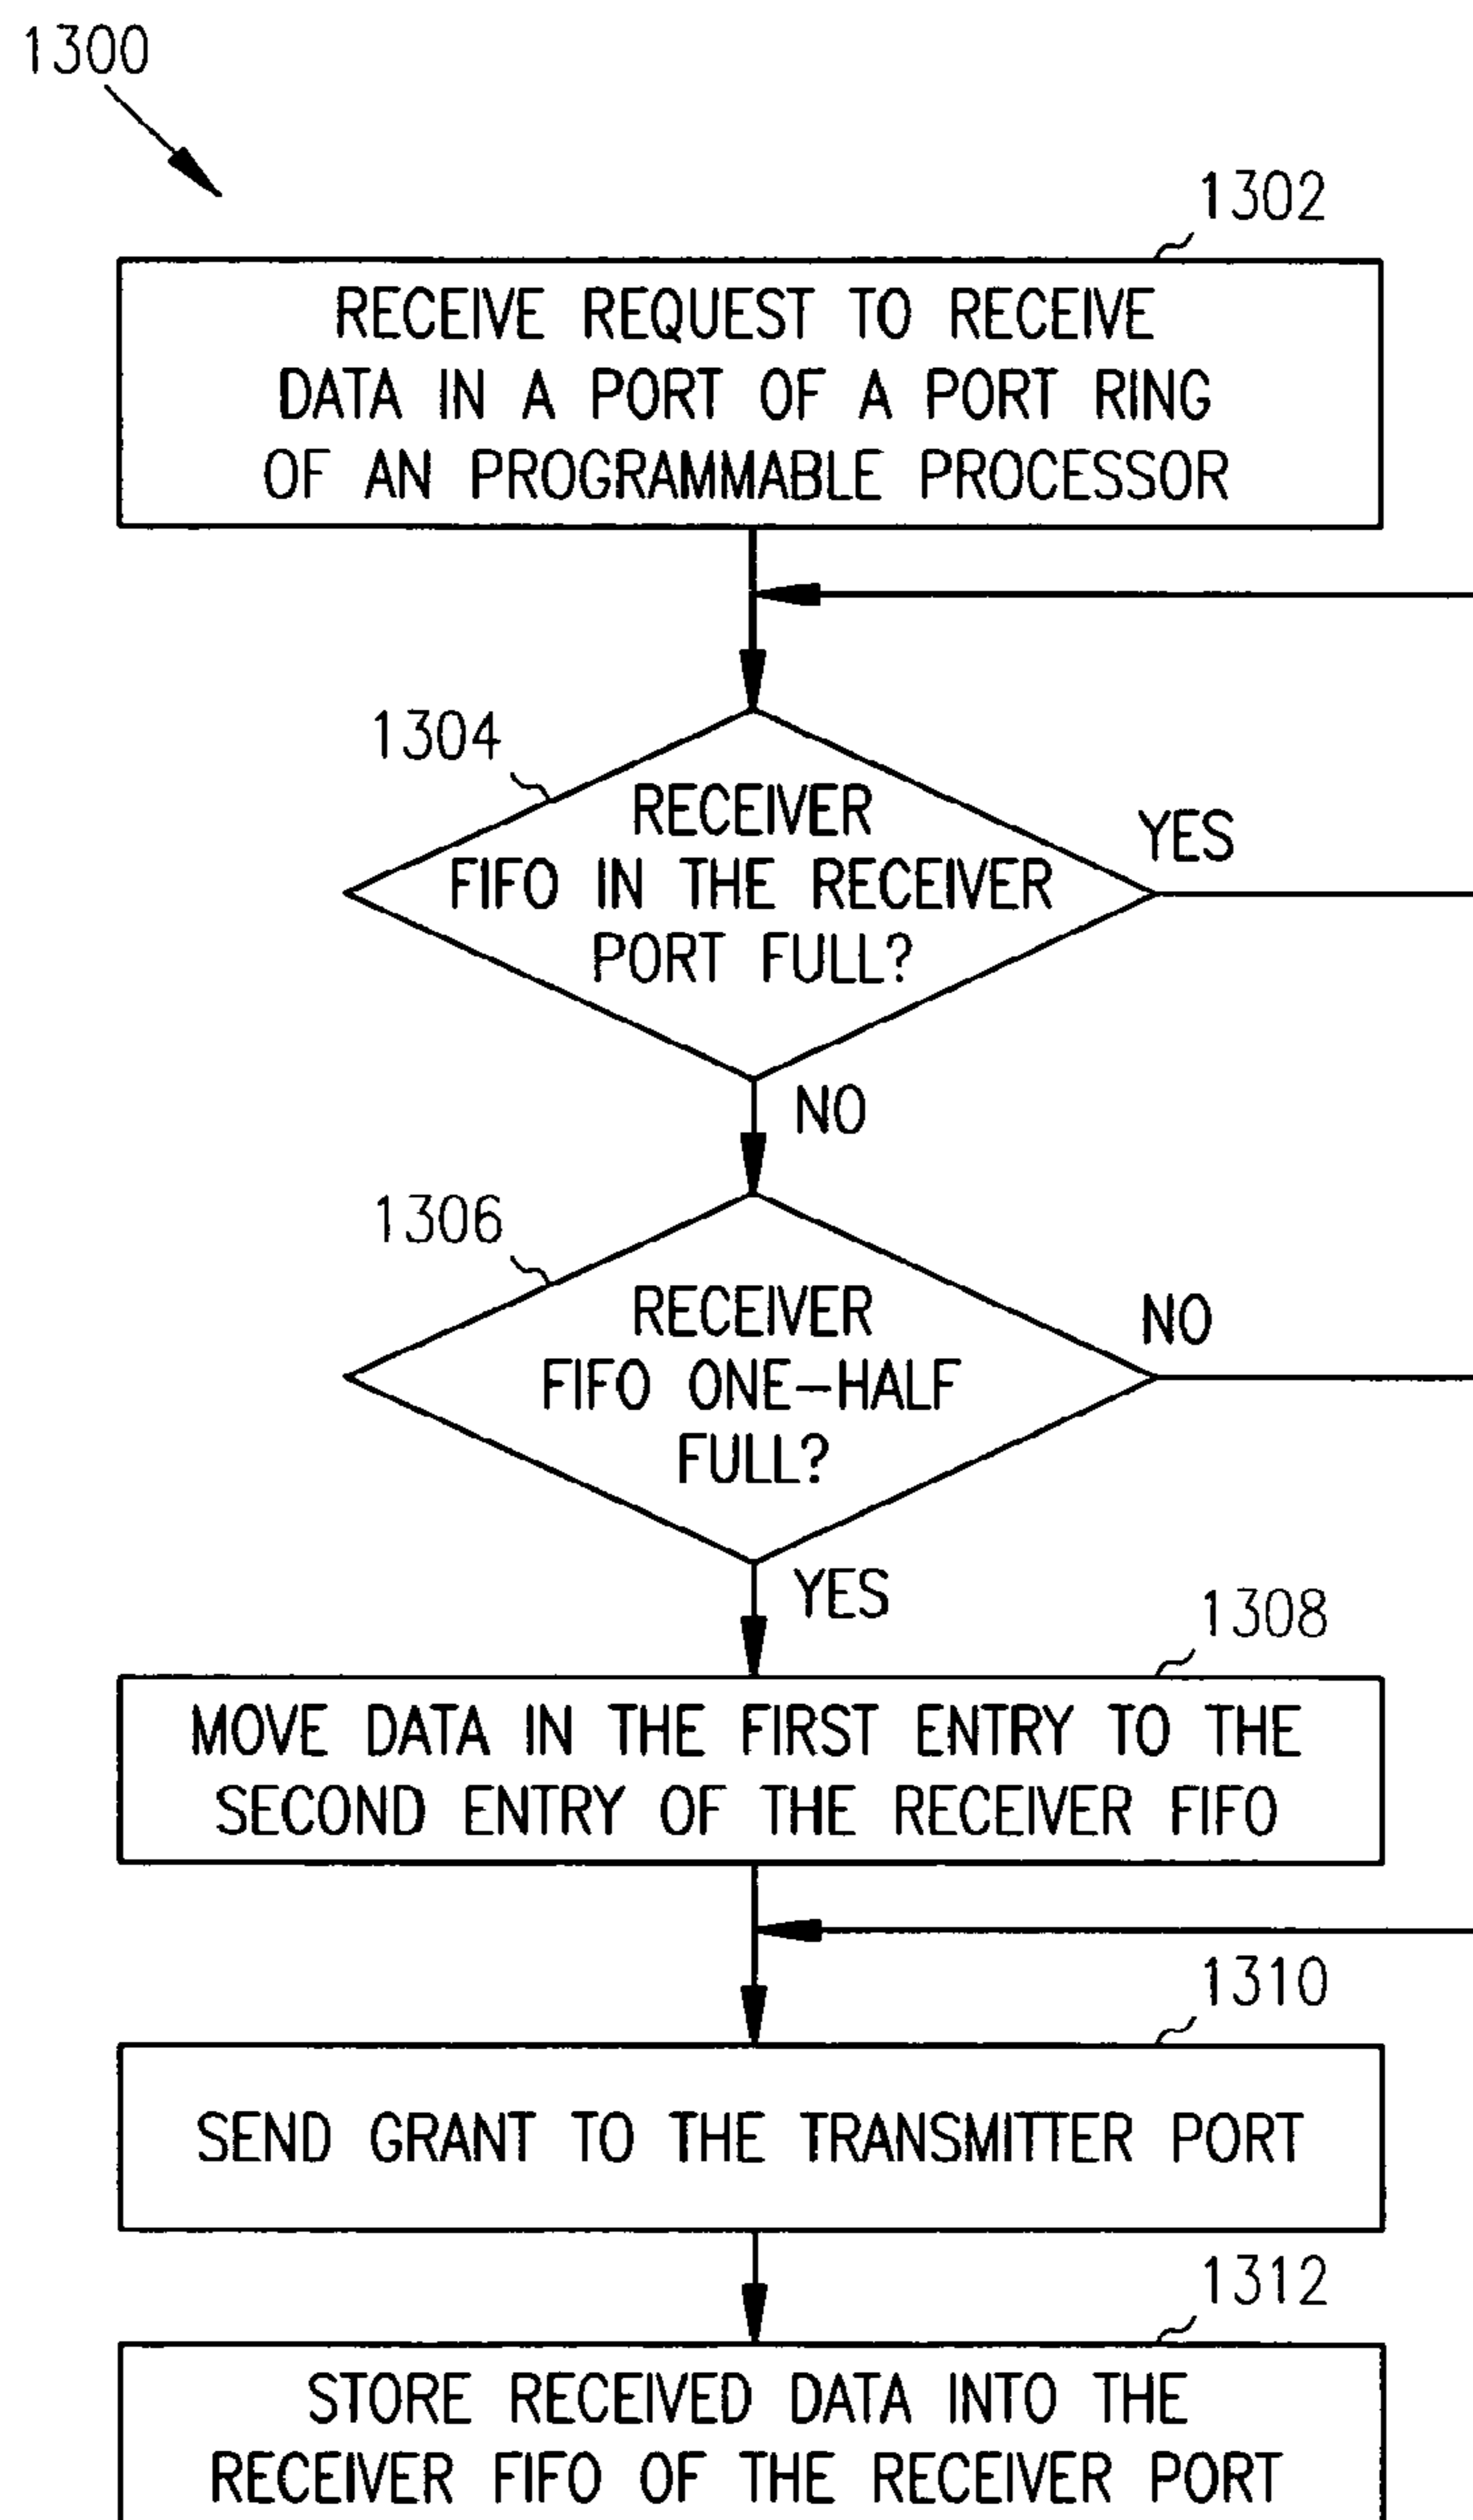 1300
1302
RECEIVE REQUEST TO RECEIVE
DATA IN A PORT OF A PORT RING
OF AN PROGRAMMABLE PROCESSOR
1304
RECEIVER
FIFO IN THE RECEIVER
PORT FULL?
YES
NO
1306
RECEIVER
FIFO ONE-HALF
FULL?
NO
YES
1308
MOVE DATA IN THE FIRST ENTRY TO THE
SECOND ENTRY OF THE RECEIVER FIFO
1310
SEND GRANT TO THE TRANSMITTER PORT
1312
STORE RECEIVED DATA INTO THE
RECEIVER FIFO OF THE RECEIVER PORT